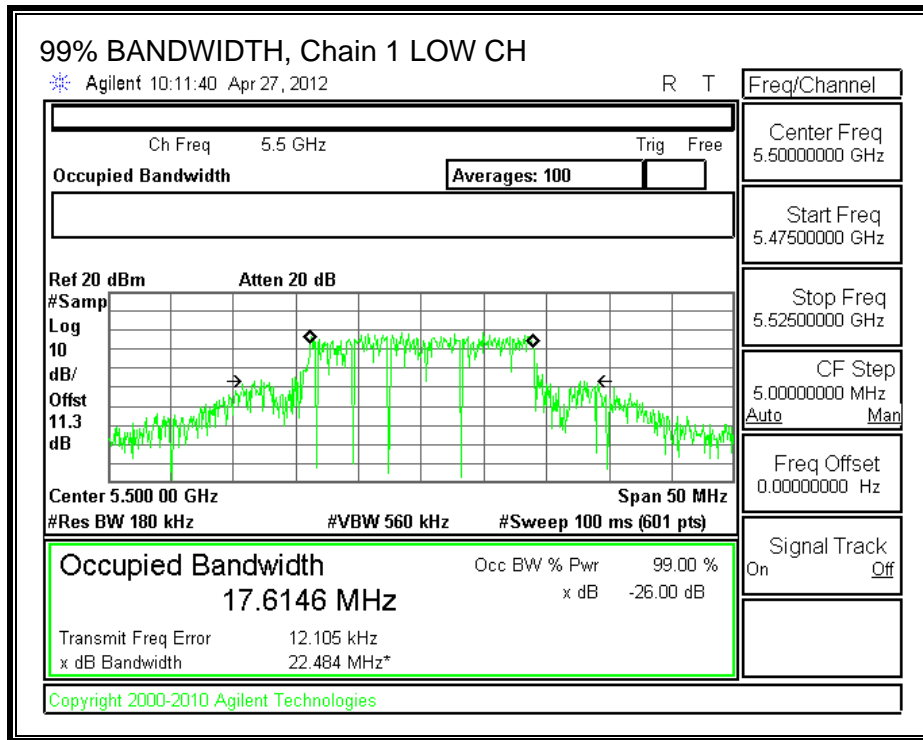 99% BANDWIDTH, Chain 1 LOW CH
Agilent 10:11:40 Apr 27, 2012 R T
Freq/Channel
Ch Freq 5.5 GHz Trig Free
Occupied Bandwidth Averages: 100
Center Freq
5.50000000 GHz
Start Freq
5.47500000 GHz
Stop Freq
5.52500000 GHz
CF Step
5.00000000 MHz
Auto Man
Freq Offset
0.00000000 Hz
Signal Track
On Off
Ref 20 dBm Atten 20 dB
#Samp
Log
10
dB/
Offst
11.3
dB
Center 5.500 00 GHz Span 50 MHz
#Res BW 180 kHz #VBW 560 kHz #Sweep 100 ms (601 pts)
Occupied Bandwidth Occ BW % Pwr 99.00 %
17.6146 MHz x dB -26.00 dB
Transmit Freq Error 12.105 kHz
x dB Bandwidth 22.484 MHz*
Copyright 2000-2010 Agilent Technologies